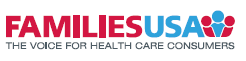 FAMILIESUSA
THE VOICE FOR HEALTH CARE CONSUMERS